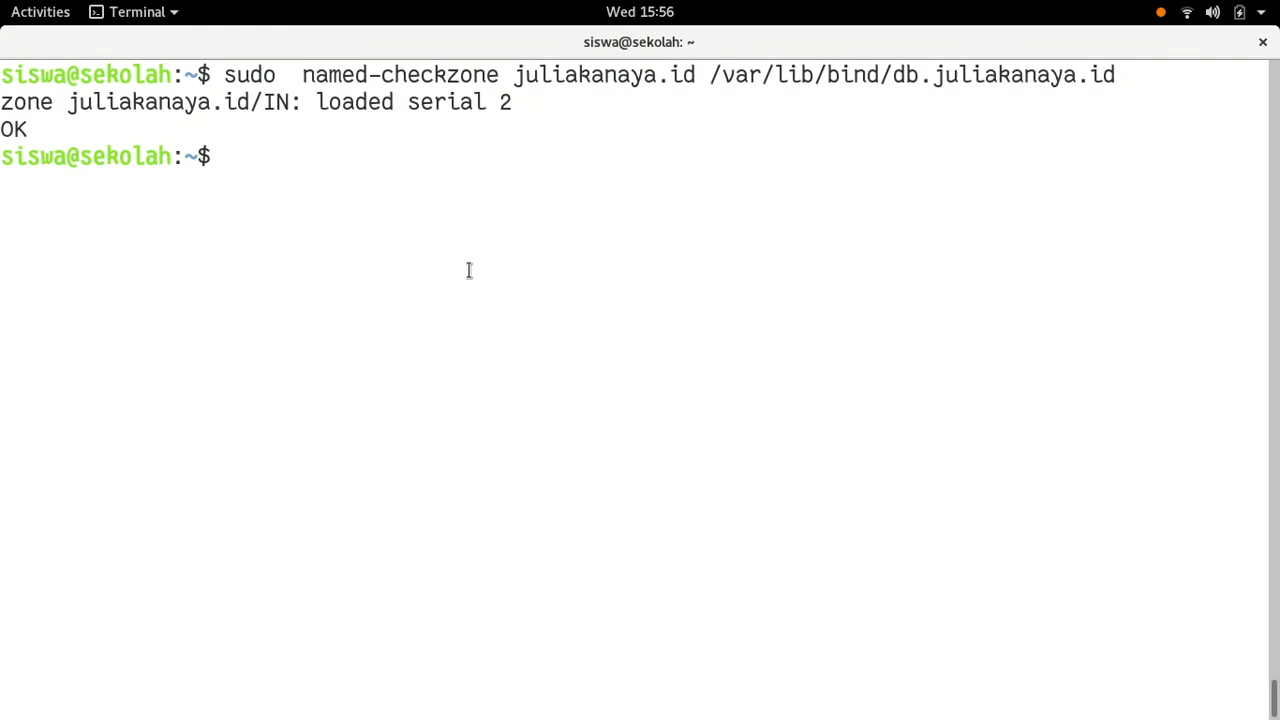 Activities Terminal Wed 15:56
siswa@sekolah: ~
siswa@sekolah:~$ sudo  named-checkzone juliakanaya.id /var/lib/bind/db.juliakanaya.id
zone juliakanaya.id/IN: loaded serial 2
OK
siswa@sekolah:~$